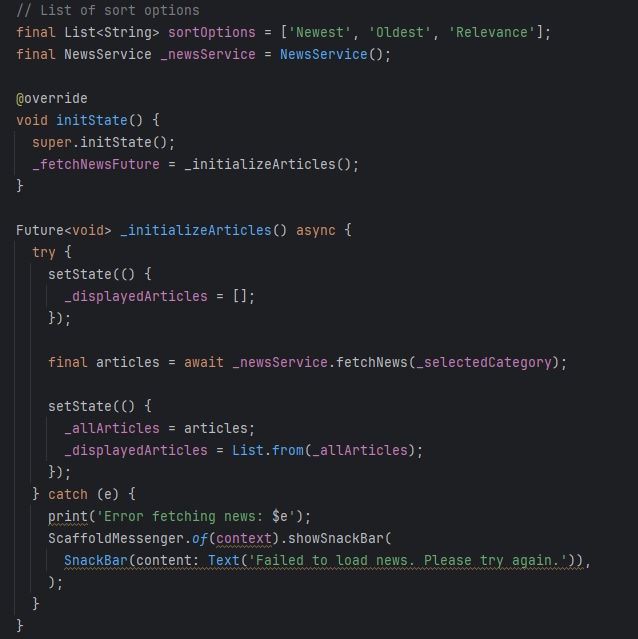 // List of sort options
final List<String> sortOptions = ['Newest', 'Oldest', 'Relevance'];
final NewsService _newsService = NewsService();
@override
void initState() {
super.initState();
_fetchNewsFuture = _initializeArticles();
}
Future<void> _initializeArticles() async {
try {
setState(() {
_displayedArticles = [];
});
final articles = await _newsService.fetchNews(_selectedCategory);
setState(() {
_allArticles = articles;
_displayedArticles = List.from(_allArticles);
});
} catch (e) {
print('Error fetching news: $e');
ScaffoldMessenger.of(context).showSnackBar(
SnackBar(content: Text('Failed to load news. Please try again.')),
);
}
}